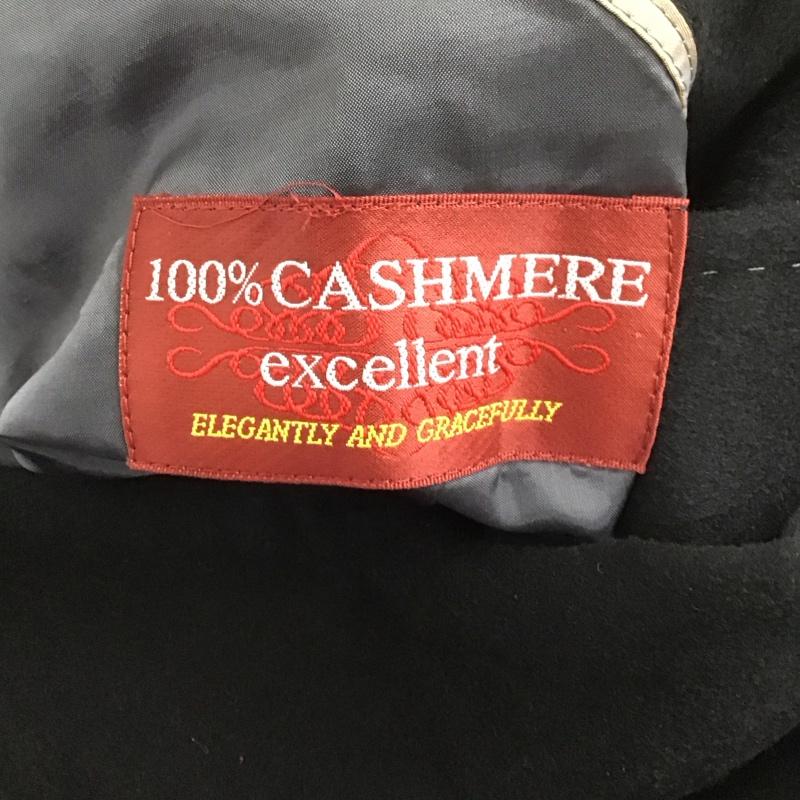 100% CASHMERE
excellent
ELEGANTLY AND GRACEFULLY